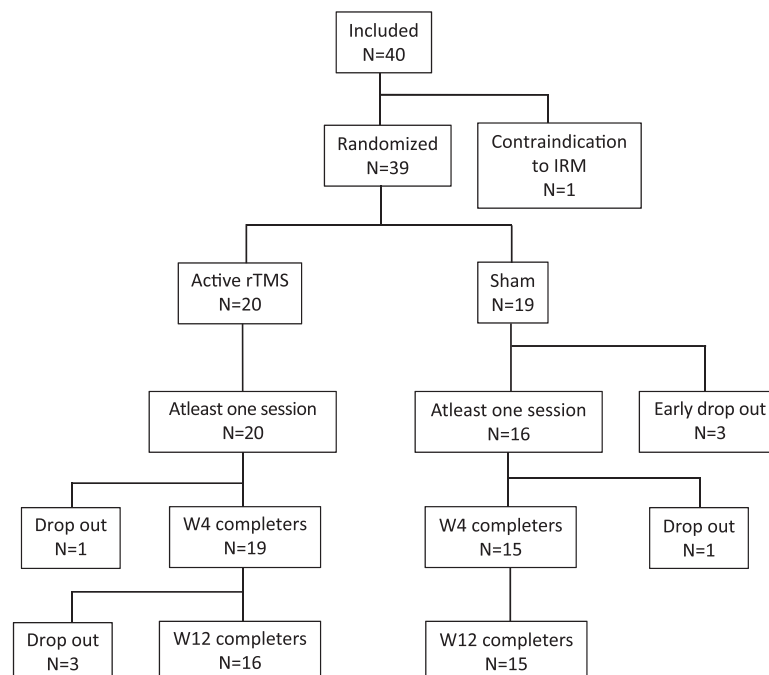 Included
N=40
Randomized
N=39
Contraindication
to IRM
N=1
Active rTMS
N=20
Sham
N=19
Atleast one session
N=20
Atleast one session
N=16
Early drop out
N=3
Drop out
N=1
W4 completers
N=19
W4 completers
N=15
Drop out
N=1
Drop out
N=3
W12 completers
N=16
W12 completers
N=15